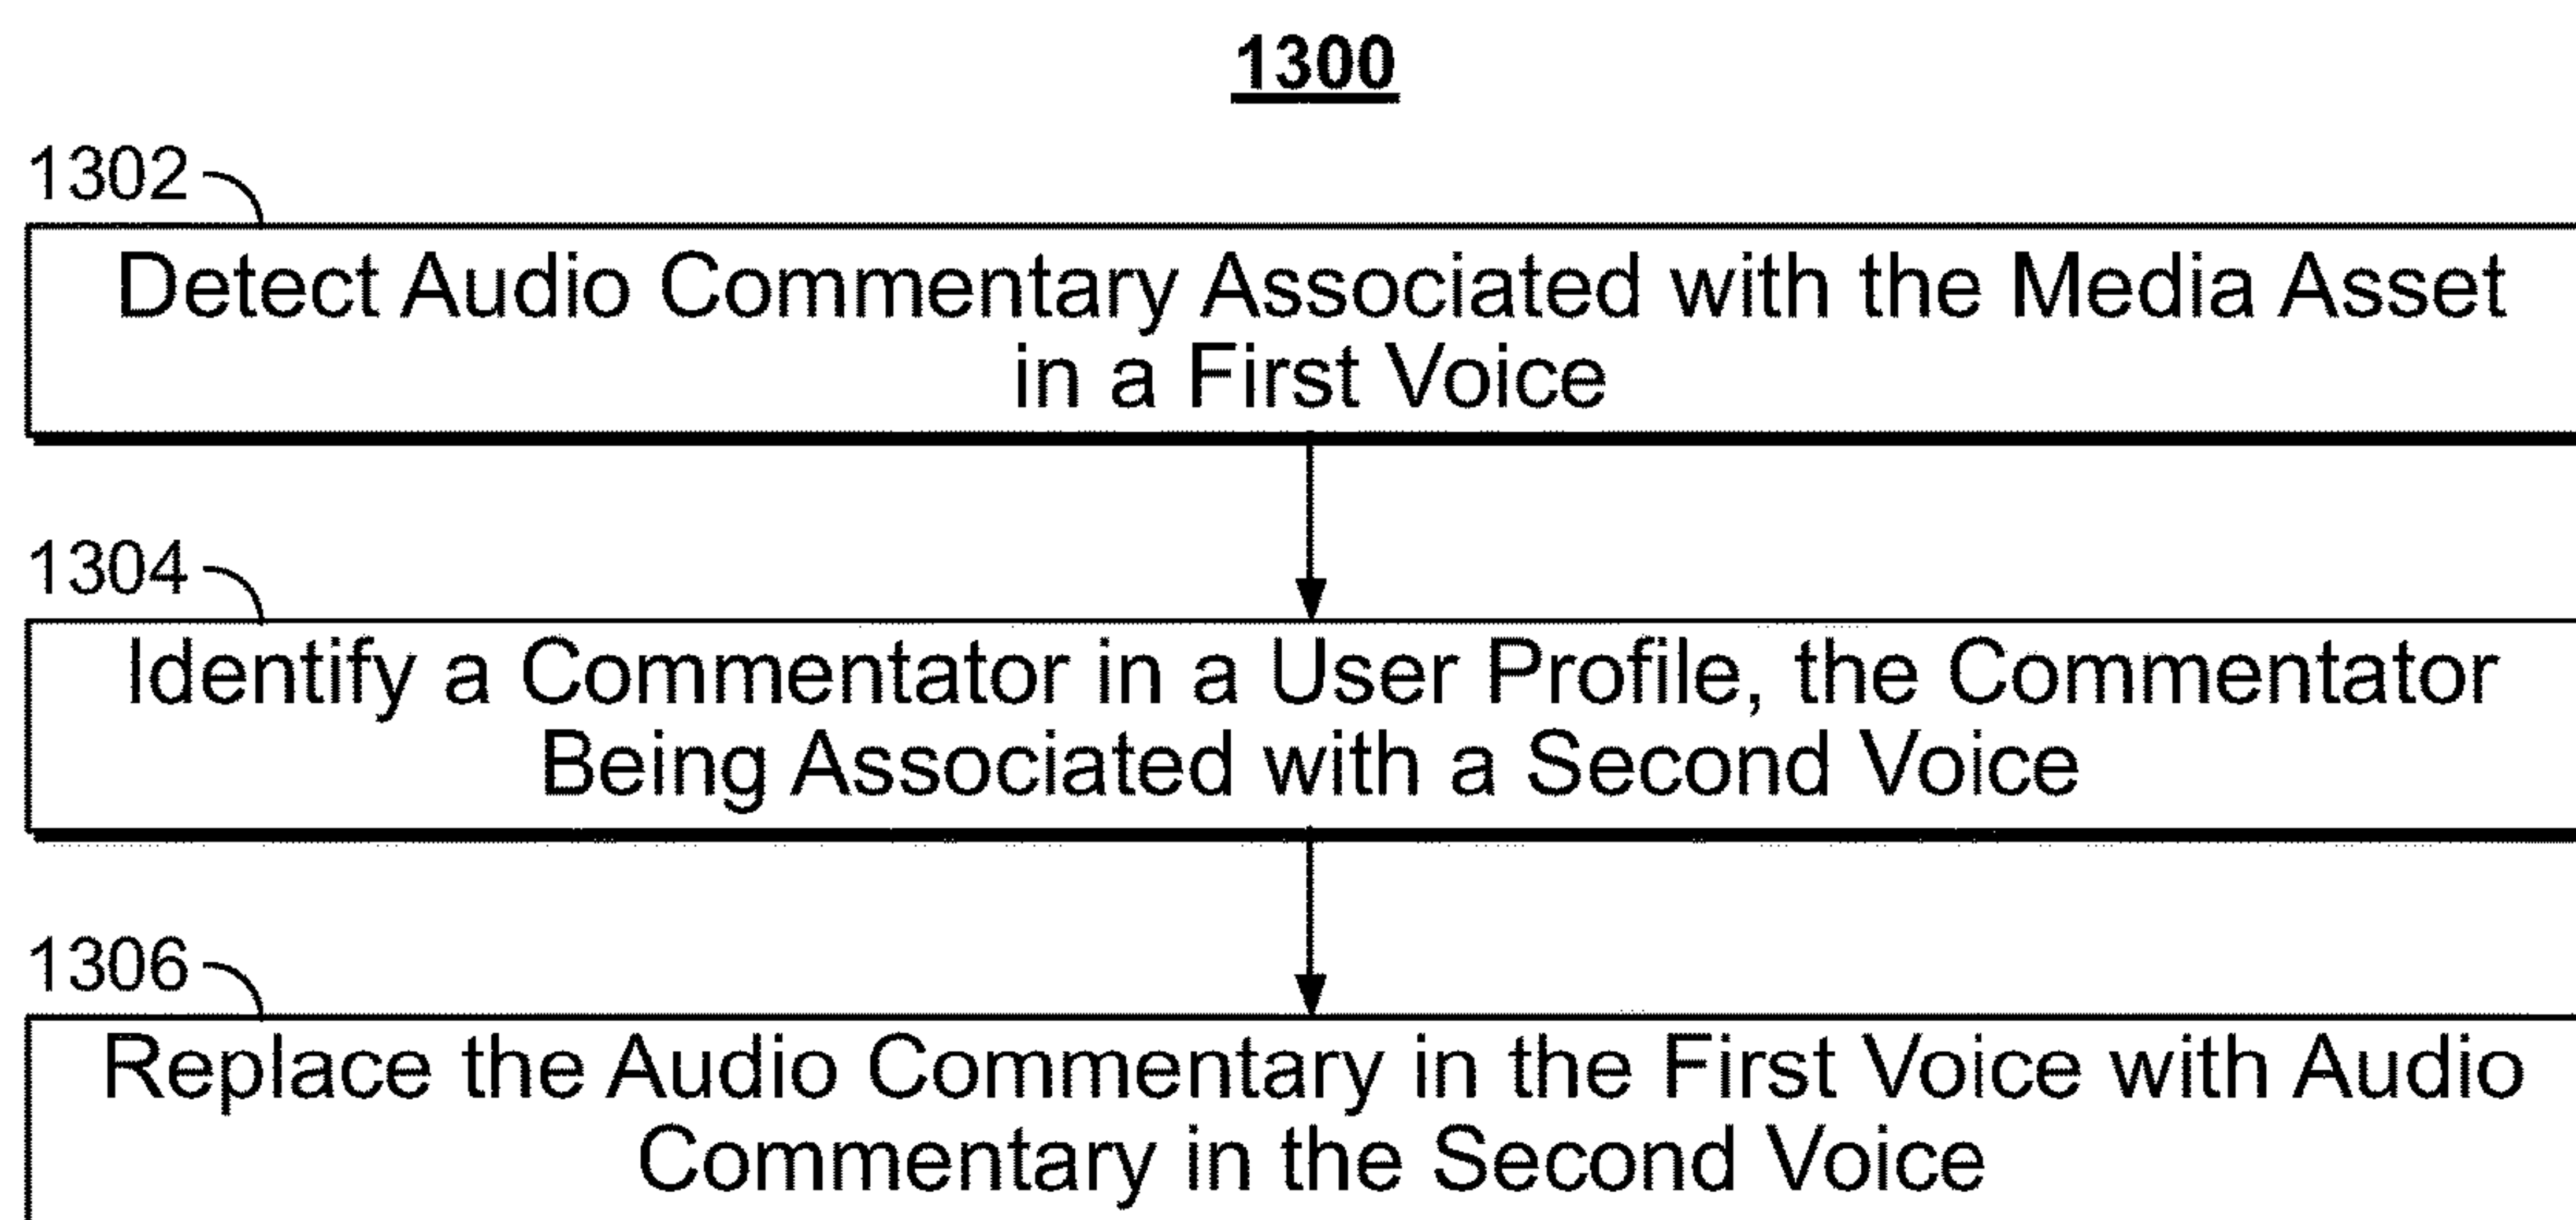 1300
1302
Detect Audio Commentary Associated with the Media Asset
in a First Voice
1304
Identify a Commentator in a User Profile, the Commentator
Being Associated with a Second Voice
1306
Replace the Audio Commentary in the First Voice with Audio
Commentary in the Second Voice